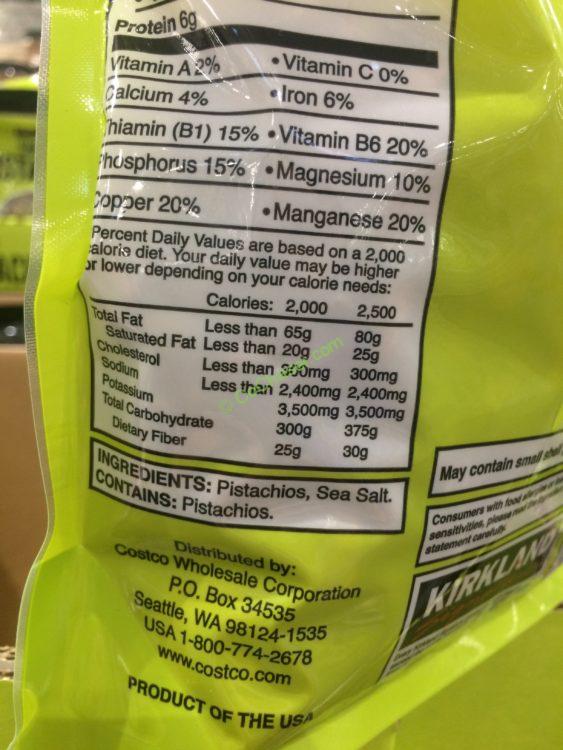 Protein 6g
Vitamin A 2% • Vitamin C 0%
Calcium 4% • Iron 6%
Thiamin (B1) 15% • Vitamin B6 20%
Phosphorus 15% • Magnesium 10%
Copper 20% • Manganese 20%
Percent Daily Values are based on a 2,000
calorie diet. Your daily value may be higher
or lower depending on your calorie needs:
Calories: 2,000 2,500
Total Fat Less than 65g 80g
Saturated Fat Less than 20g 25g
Cholesterol Less than 300mg 300mg
Sodium Less than 2,400mg 2,400mg
Potassium 3,500mg 3,500mg
Total Carbohydrate 300g 375g
Dietary Fiber 25g 30g
INGREDIENTS: Pistachios, Sea Salt.
CONTAINS: Pistachios.
Distributed by:
Costco Wholesale Corporation
P.O. Box 34535
Seattle, WA 98124-1535
USA 1-800-774-2678
www.costco.com
PRODUCT OF THE USA
May contain small shell
Consumers with food
sensitivities, please read the
statement carefully.
KIRKLAND